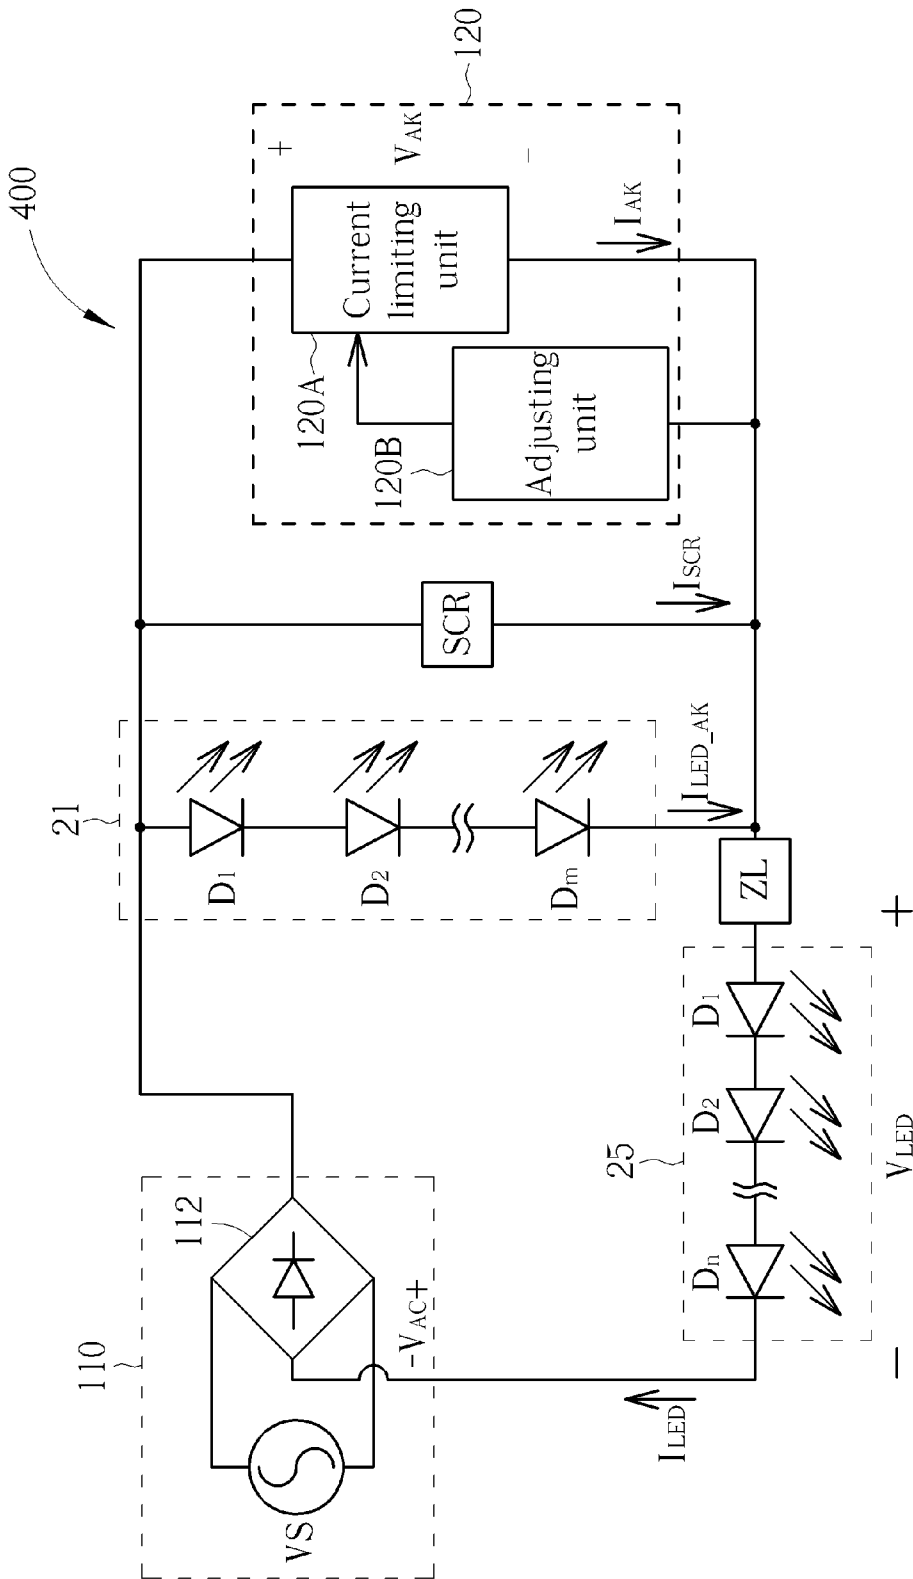 400
120
+
VAK
-
Current
limiting
unit
120A
120B
Adjusting
unit
IAK
SCR
ISCR
21
D1
D2
Dm
ILED_AK
ZL
25
D1
D2
Dn
+
VLED
-
110
112
-VAC+
VS
ILED